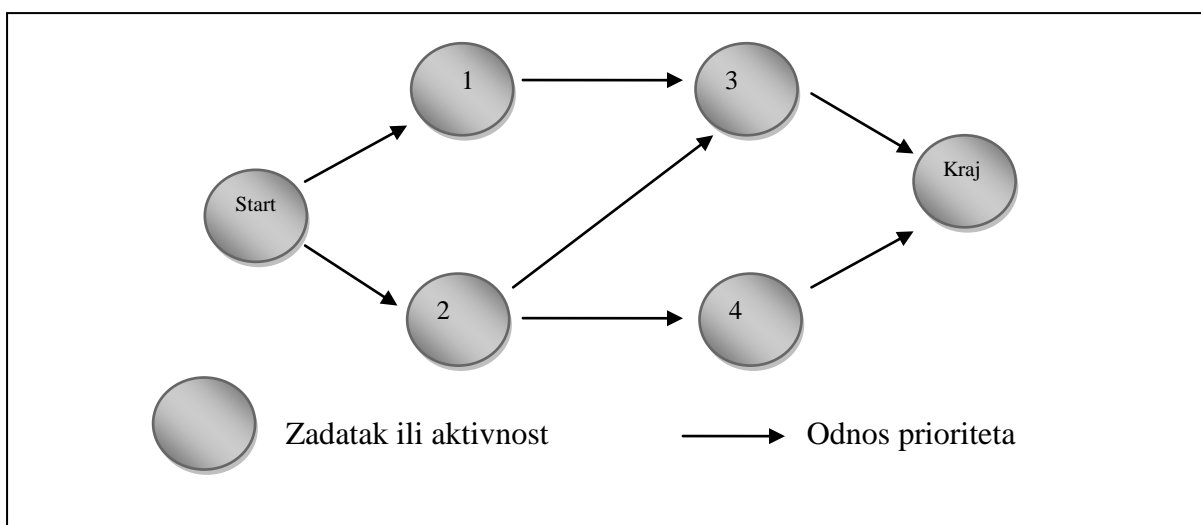 1
3
Start
Kraj
2
4
Zadatak ili aktivnost
Odnos prioriteta